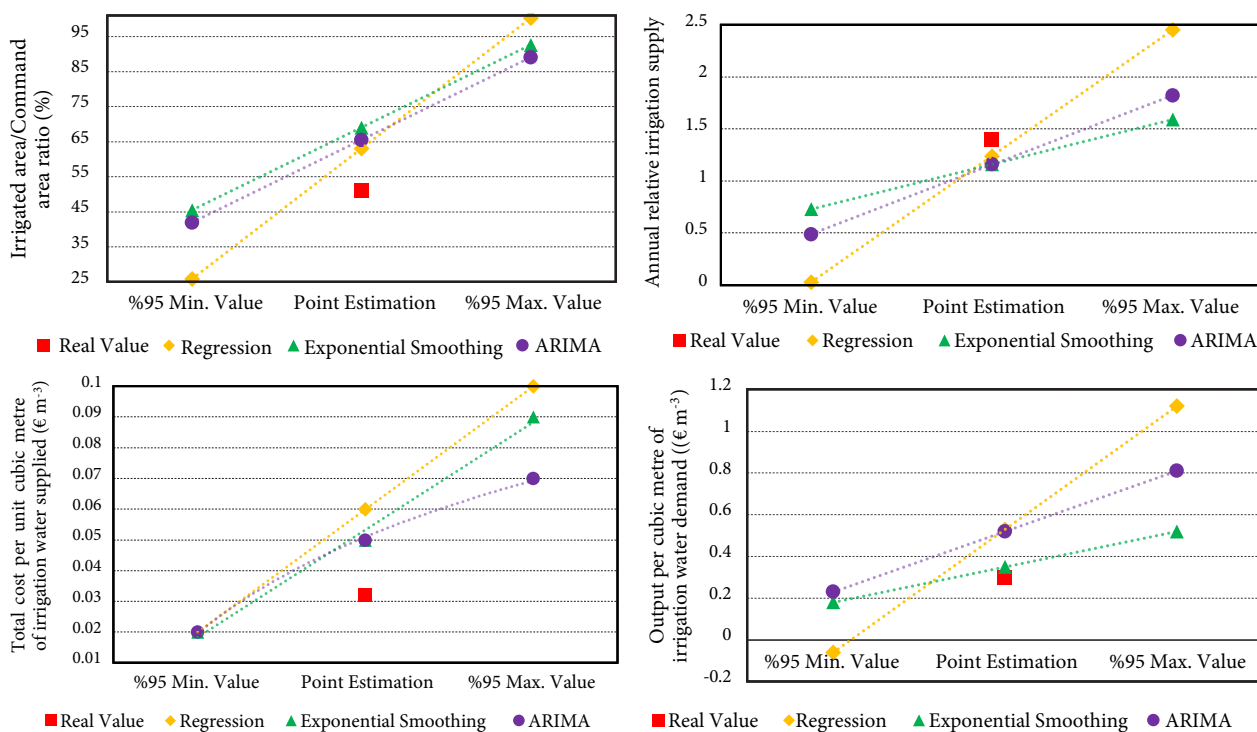 Irrigated area/Command
area ratio (%)
95
85
75
65
55
45
35
25
%95 Min. Value Point Estimation %95 Max. Value
Real Value Regression Exponential Smoothing ARIMA
Annual relative irrigation supply
2.5
2
1.5
1
0.5
0
%95 Min. Value Point Estimation %95 Max. Value
Real Value Regression Exponential Smoothing ARIMA
Total cost per unit cubic metre
of irrigation water supplied (€ m-3)
0.1
0.09
0.08
0.07
0.06
0.05
0.04
0.03
0.02
0.01
%95 Min. Value Point Estimation %95 Max. Value
Real Value Regression Exponential Smoothing ARIMA
Output per cubic metre of
irrigation water demand ((€ m-3)
1.2
1
0.8
0.6
0.4
0.2
0
-0.2
%95 Min. Value Point Estimation %95 Max. Value
Real Value Regression Exponential Smoothing ARIMA